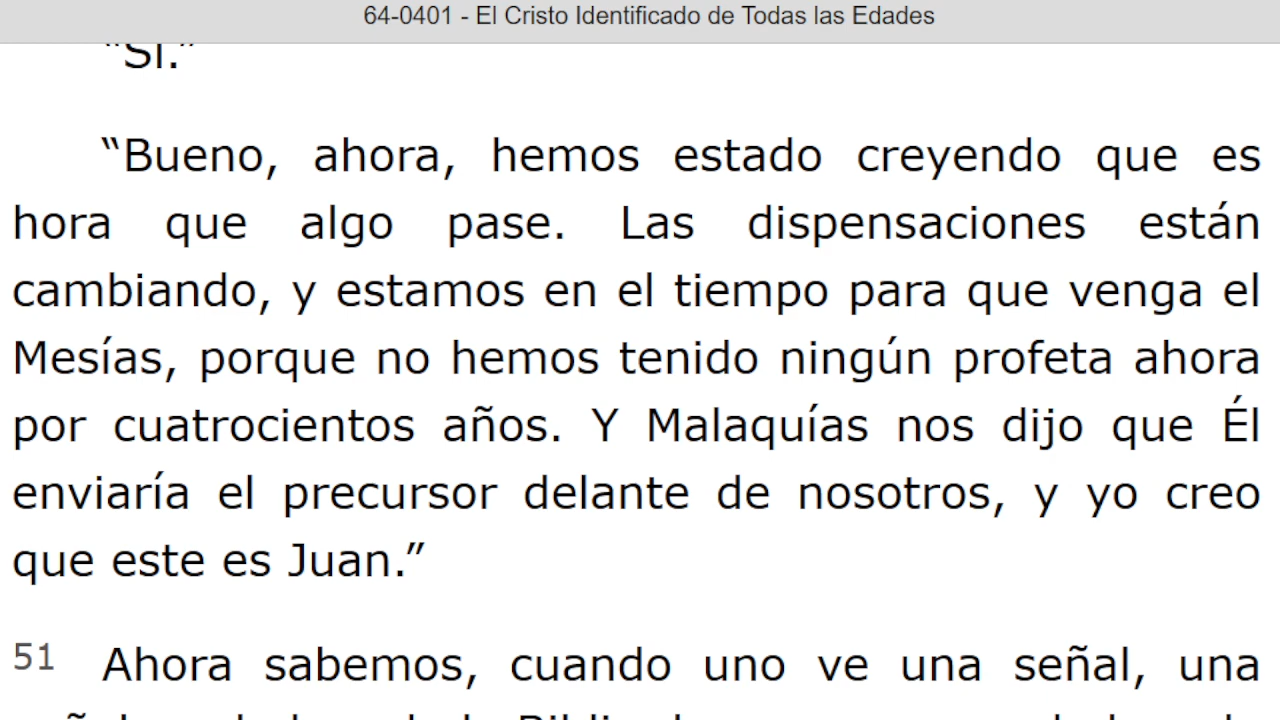 64-0401 - El Cristo Identificado de Todas las Edades
“Sí.”
“Bueno, ahora, hemos estado creyendo que es
hora que algo pase. Las dispensaciones están
cambiando, y estamos en el tiempo para que venga el
Mesías, porque no hemos tenido ningún profeta ahora
por cuatrocientos años. Y Malaquías nos dijo que Él
enviaría el precursor delante de nosotros, y yo creo
que este es Juan.”
51 Ahora sabemos, cuando uno ve una señal, una